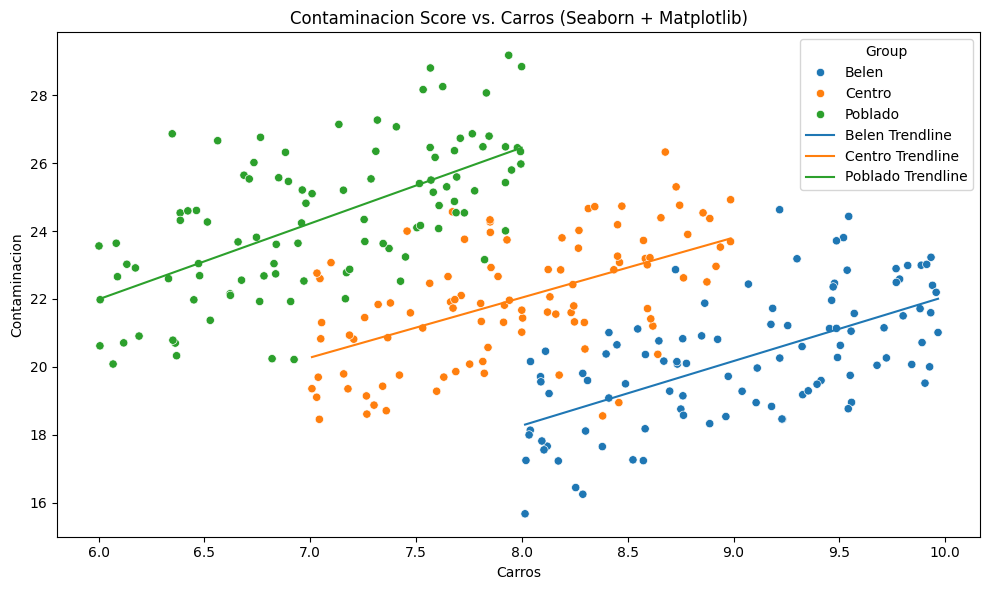 Contaminacion Score vs. Carros (Seaborn + Matplotlib)
Group
Belen
Centro
Poblado
Belen Trendline
Centro Trendline
Poblado Trendline
Contaminacion
28
26
24
22
20
18
16
6.0 6.5 7.0 7.5 8.0 8.5 9.0 9.5 10.0
Carros